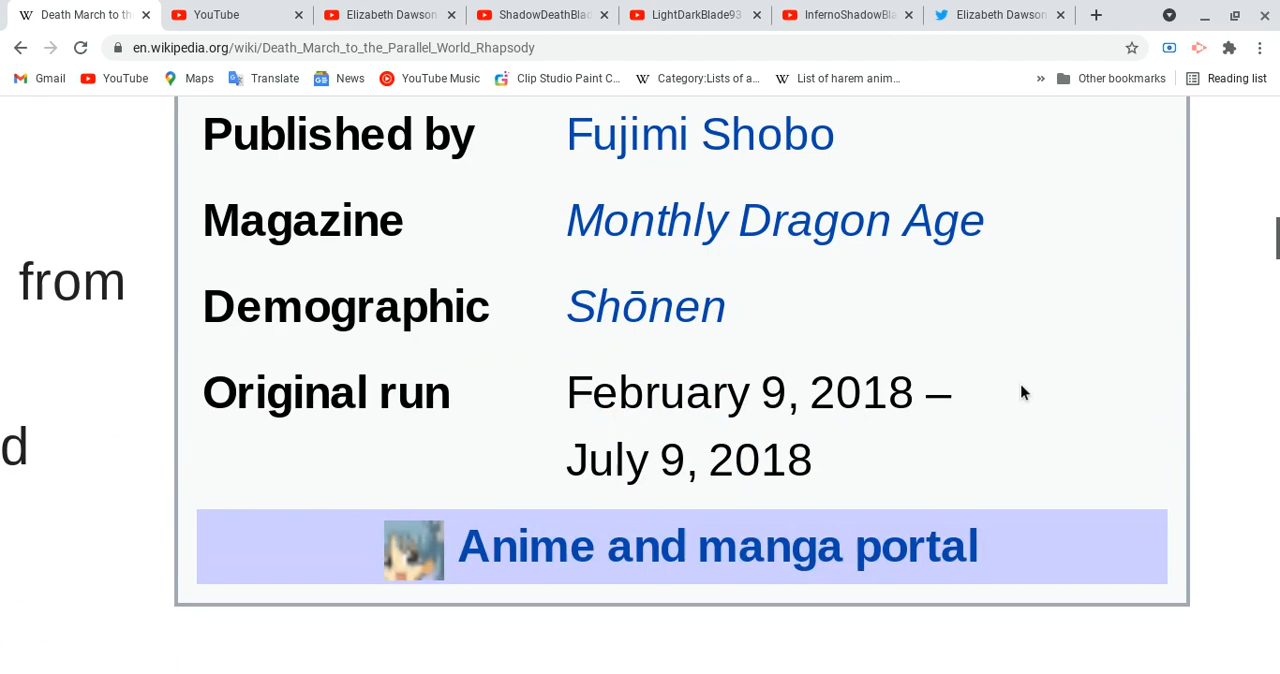 Death March to th
YouTube
Elizabeth Dawson
ShadowDeathBlad
LightDarkBlade93
InfernoShadowBla
Elizabeth Dawson
en.wikipedia.org/wiki/Death_March_to_the_Parallel_World_Rhapsody
Gmail
YouTube
Maps
Translate
News
YouTube Music
Clip Studio Paint C...
Category:Lists of a...
List of harem anim...
»
Other bookmarks
Reading list
Published by Fujimi Shobo
Magazine Monthly Dragon Age
from
Demographic Shōnen
Original run February 9, 2018 –
d
July 9, 2018
Anime and manga portal